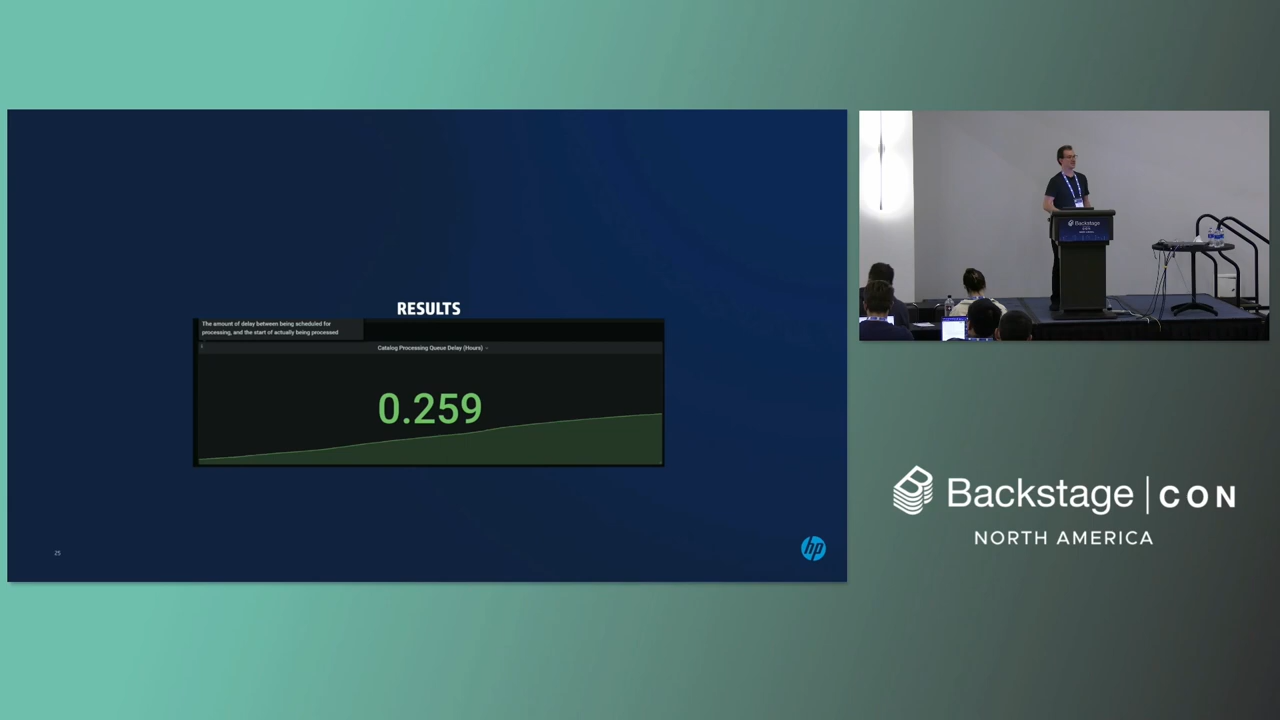 RESULTS
The amount of delay between being scheduled for
processing, and the start of actually being processed
Catalog Processing Queue Delay (Hours)
0.259
25
hp
Backstage
Backstage | CON
NORTH AMERICA